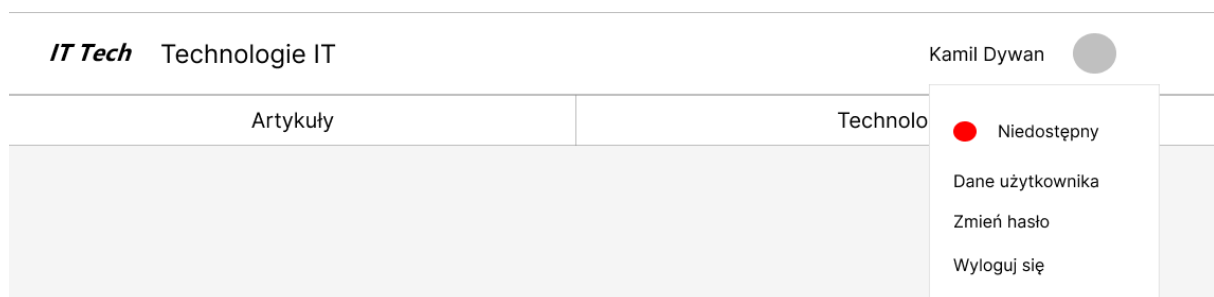 IT Tech Technologie IT Kamil Dywan
Artykuły Technolo
Niedostępny
Dane użytkownika
Zmień hasło
Wyloguj się